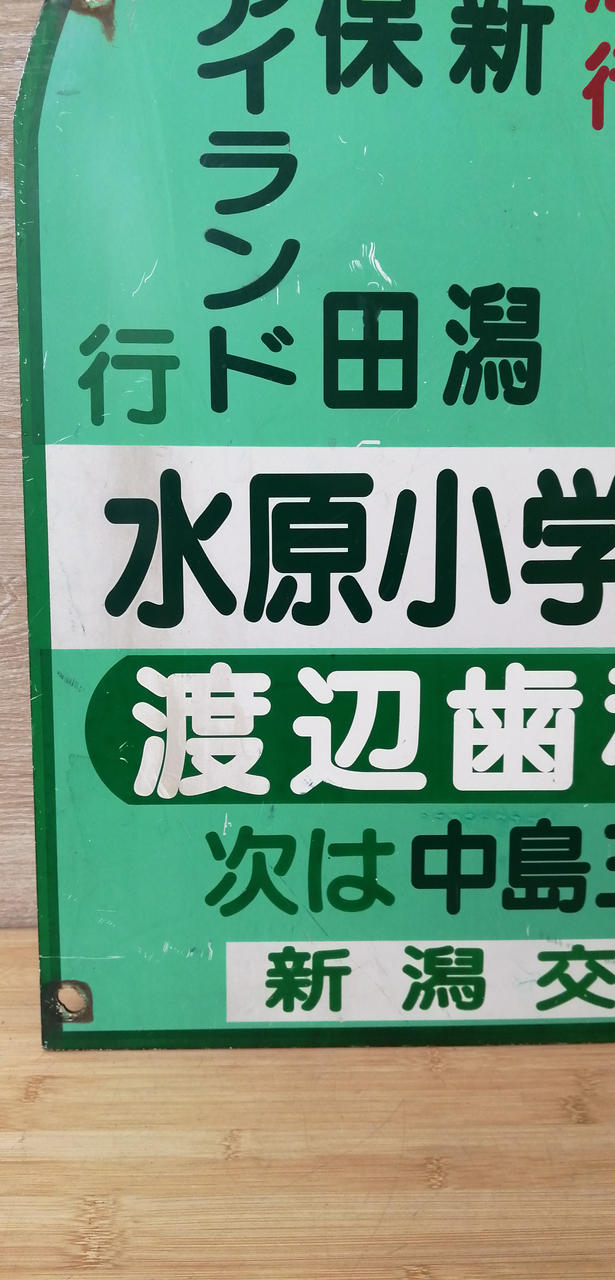 新潟
保田
イランド
行
水原小学
渡辺歯
次は中島
新潟交